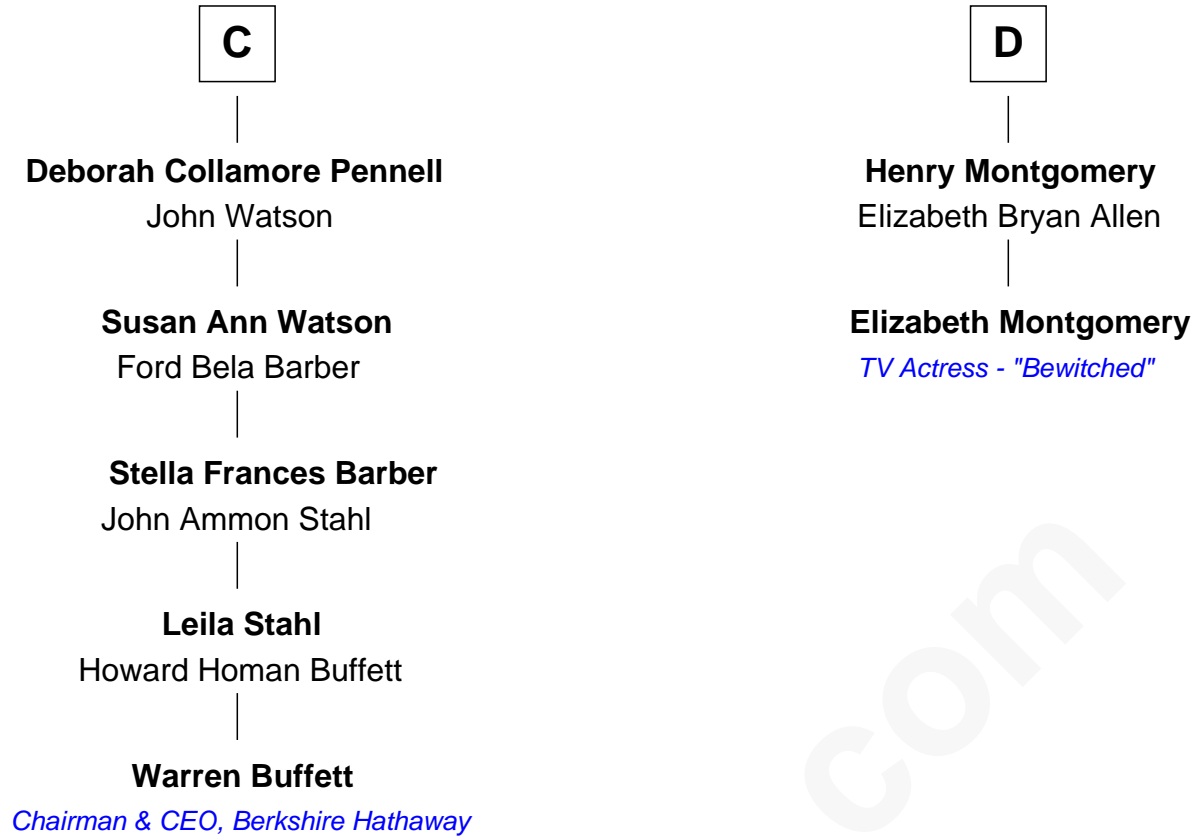 C
Deborah Collamore Pennell
John Watson
Susan Ann Watson
Ford Bela Barber
Stella Frances Barber
John Ammon Stahl
Leila Stahl
Howard Homan Buffett
Warren Buffett
Chairman & CEO, Berkshire Hathaway
D
Henry Montgomery
Elizabeth Bryan Allen
Elizabeth Montgomery
TV Actress - "Bewitched"
com